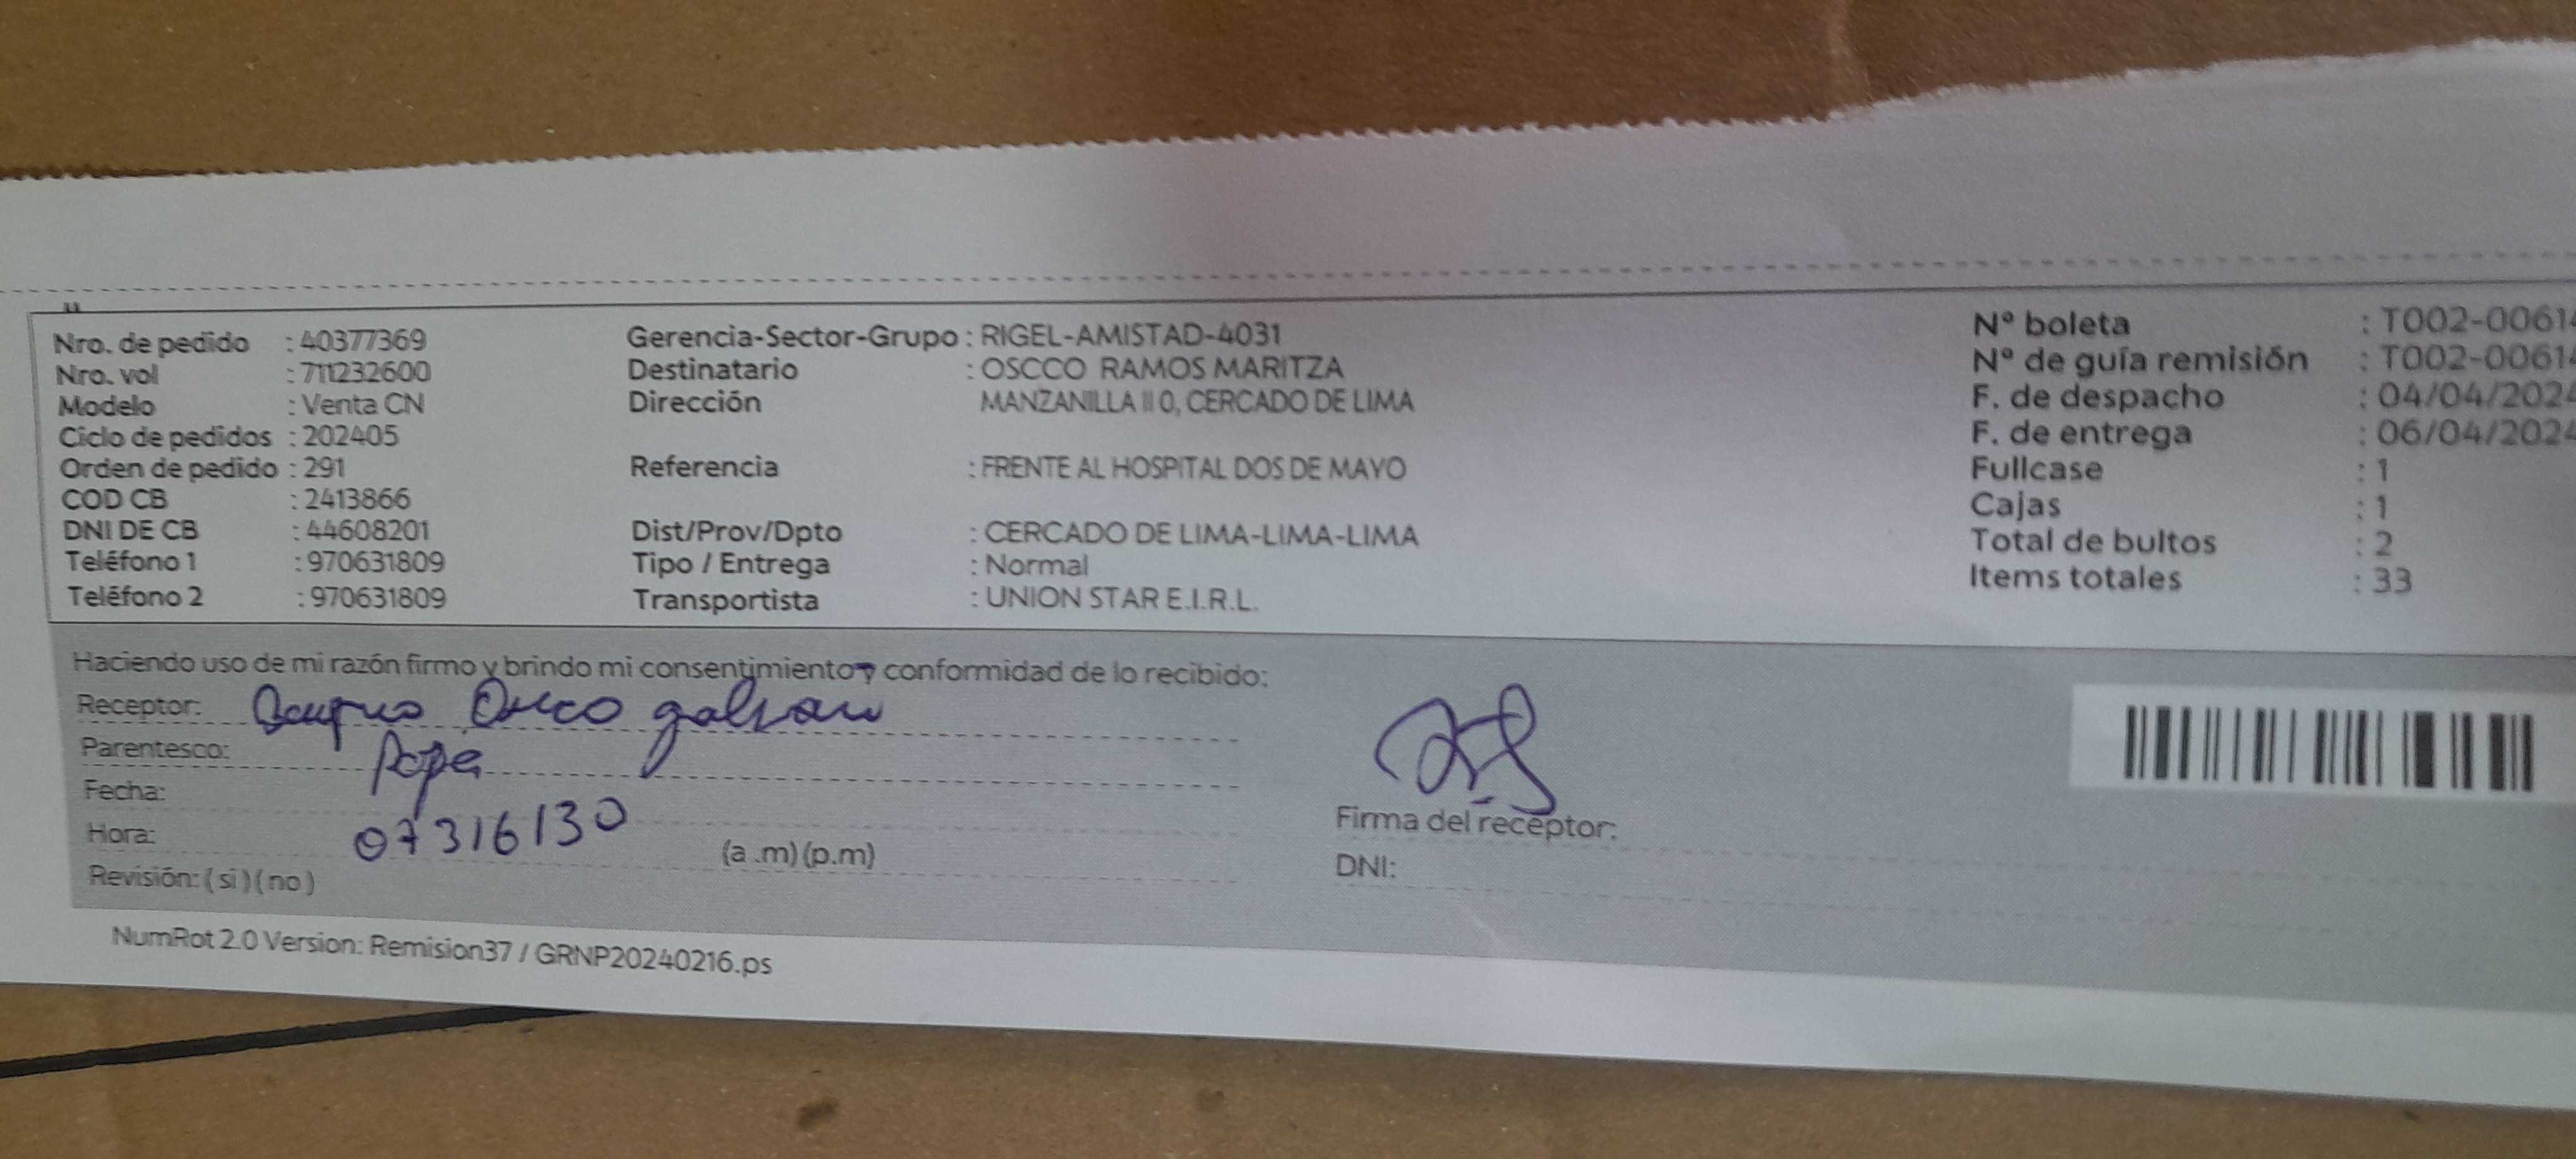 Nro. de pedido : 40377369
Nro. vol : 711232600
Modelo : Venta CN
Ciclo de pedidos : 202405
Orden de pedido : 291
COD CB : 2413866
DNI DE CB : 44608201
Teléfono 1 : 970631809
Teléfono 2 : 970631809
Gerencia-Sector-Grupo : RIGEL-AMISTAD-4031
Destinatario : OSCCO RAMOS MARITZA
Dirección MANZANILLA II 0, CERCADO DE LIMA
Referencia : FRENTE AL HOSPITAL DOS DE MAYO
Dist/Prov/Dpto : CERCADO DE LIMA-LIMA-LIMA
Tipo / Entrega : Normal
Transportista : UNION STAR E.I.R.L.
Nº boleta : T002-0061
Nº de guía remisión : T002-0061
F. de despacho : 04/04/2024
F. de entrega : 06/04/2024
Fullcase : 1
Cajas : 1
Total de bultos : 2
Items totales : 33
Haciendo uso de mi razón firmo y brindo mi consentimiento y conformidad de lo recibido:
Receptor:
Parentesco: Papa
Fecha:
Hora: 07316130 (a .m) (p.m)
Revisión: ( si ) ( no )
Firma del receptor:
DNI:
NumRot 2.0 Version: Remision37 / GRNP20240216.ps